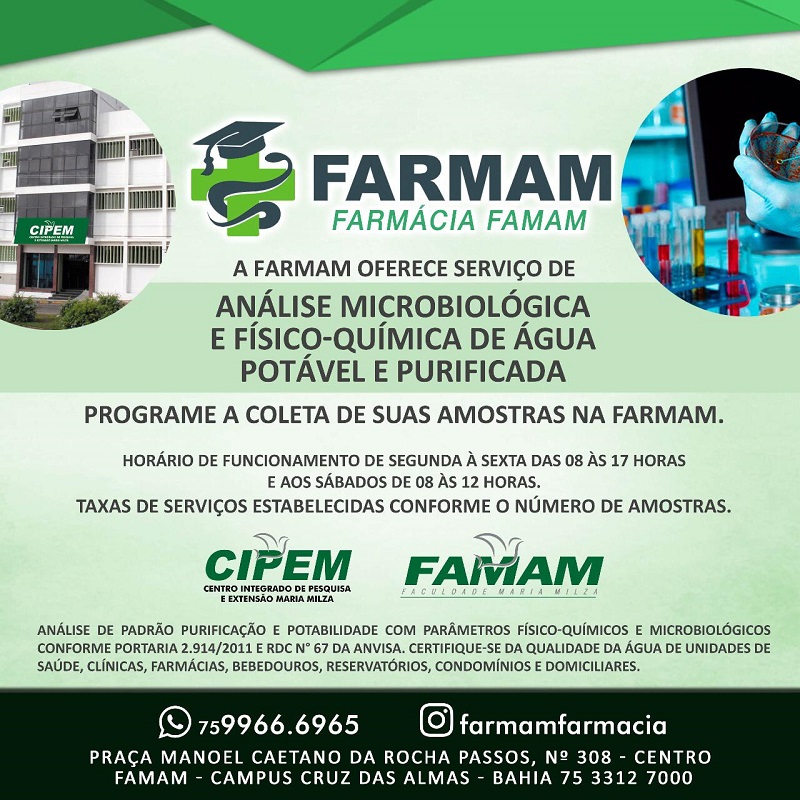 CIPEM
FARMAM
FARMÁCIA FAMAM
A FARMAM OFERECE SERVIÇO DE
ANÁLISE MICROBIOLÓGICA
E FÍSICO-QUÍMICA DE ÁGUA
POTÁVEL E PURIFICADA
PROGRAME A COLETA DE SUAS AMOSTRAS NA FARMAM.
HORÁRIO DE FUNCIONAMENTO DE SEGUNDA À SEXTA DAS 08 ÀS 17 HORAS
E AOS SÁBADOS DE 08 ÀS 12 HORAS.
TAXAS DE SERVIÇOS ESTABELECIDAS CONFORME O NÚMERO DE AMOSTRAS.
CIPEM
CENTRO INTEGRADO DE PESQUISA
E EXTENSÃO MARIA MILZA
FAMAM
FACULDADE MARIA MILZA
ANÁLISE DE PADRÃO PURIFICAÇÃO E POTABILIDADE COM PARÂMETROS FÍSICO-QUÍMICOS E MICROBIOLÓGICOS
CONFORME PORTARIA 2.914/2011 E RDC N° 67 DA ANVISA. CERTIFIQUE-SE DA QUALIDADE DA ÁGUA DE UNIDADES DE
SAÚDE, CLÍNICAS, FARMÁCIAS, BEBEDOUROS, RESERVATÓRIOS, CONDOMÍNIOS E DOMICILIARES.
75 9966.6965
farmamfarmacia
PRAÇA MANOEL CAETANO DA ROCHA PASSOS, Nº 308 - CENTRO
FAMAM - CAMPUS CRUZ DAS ALMAS - BAHIA 75 3312 7000